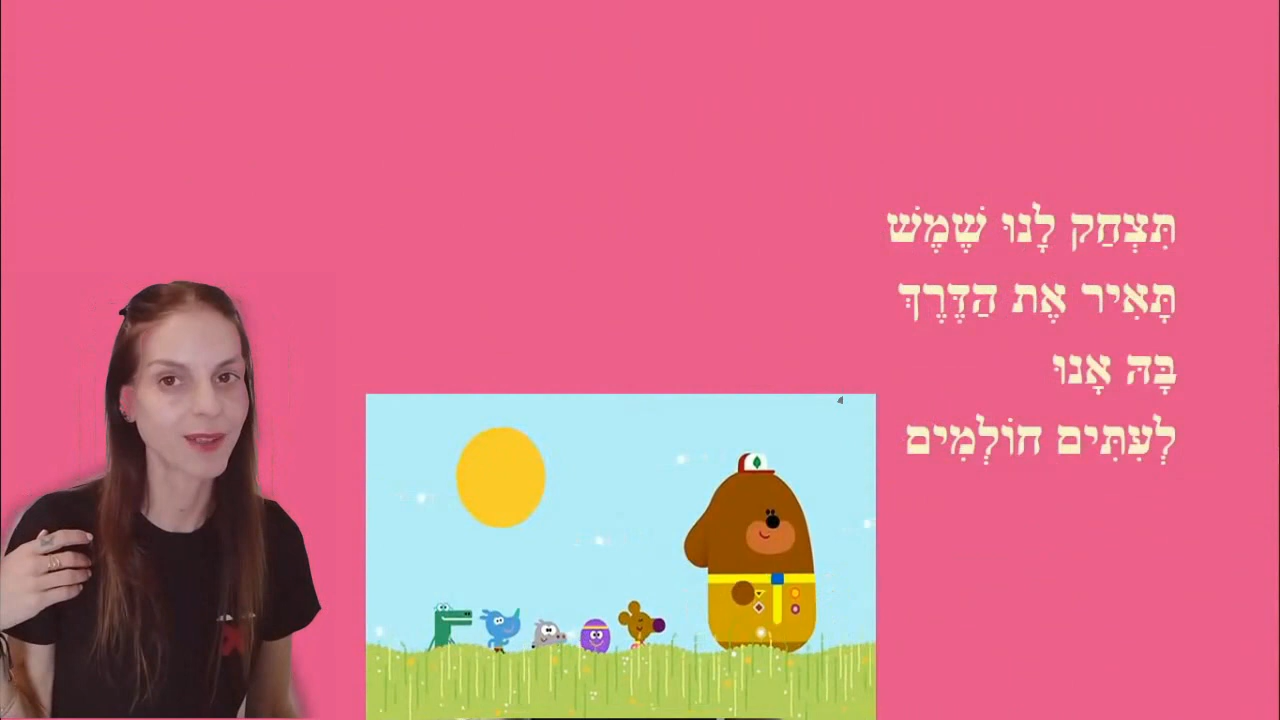 תִּצְחַק לָנוּ שֶׁמֶשׁ
תָּאִיר אֶת הַדֶּרֶךְ
בָּהּ אָנוּ
לְעִתִּים חוֹלְמִים